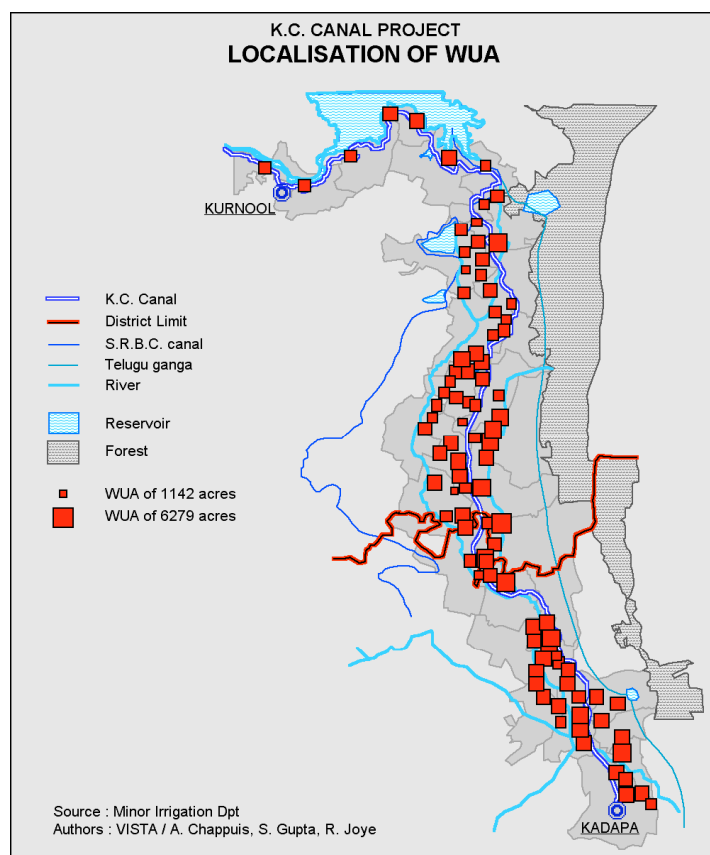 K.C. CANAL PROJECT
LOCALISATION OF WUA
KURNOOL
K.C. Canal
District Limit
S.R.B.C. canal
Telugu ganga
River
Reservoir
Forest
WUA of 1142 acres
WUA of 6279 acres
Source : Minor Irrigation Dpt
Authors : VISTA / A. Chappuis, S. Gupta, R. Joye
KADAPA